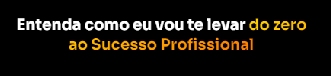 Entenda como eu vou te levar do zero
ao Sucesso Profissional